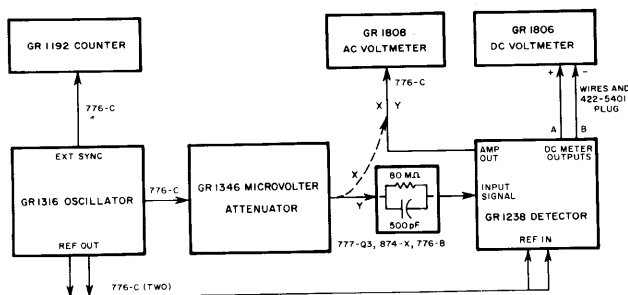 GR 1192 COUNTER
GR 1808
AC VOLTMETER
GR 1806
DC VOLTMETER
776-C
776-C
+
-
WIRES AND
422-5401
PLUG
X
Y
A
B
EXT SYNC
GR 1316 OSCILLATOR
REF OUT
776-C
GR 1346 MICROVOLTER
ATTENUATOR
X
Y
80 MΩ
500 pF
777-Q3, 874-X, 776-B
AMP
OUT
DC METER
OUTPUTS
INPUT
SIGNAL
GR 1238 DETECTOR
REF IN
776-C (TWO)